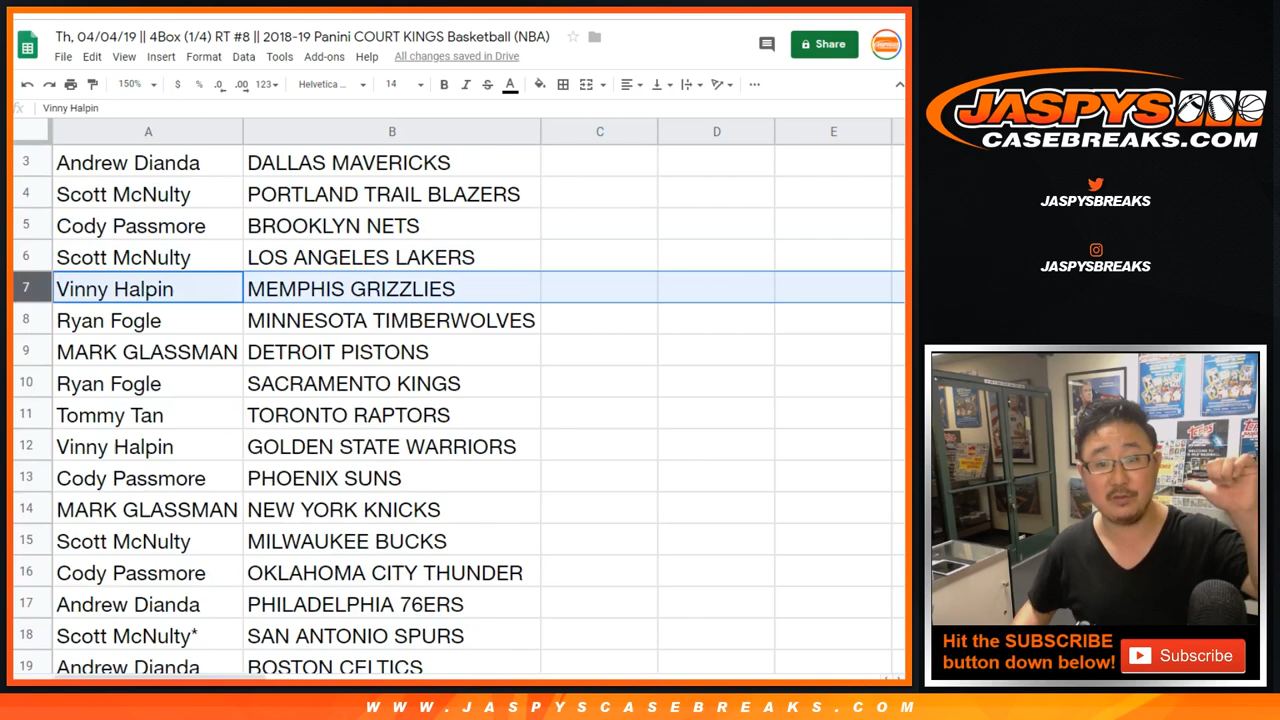 Th, 04/04/19 || 4Box (1/4) RT #8 || 2018-19 Panini COURT KINGS Basketball (NBA)
File Edit View Insert Format Data Tools Add-ons Help All changes saved in Drive
Share
150% $ % .0 .00 123 Helvetica ... 14 B I S A
fx Vinny Halpin
A B C D E
3 Andrew Dianda DALLAS MAVERICKS
4 Scott McNulty PORTLAND TRAIL BLAZERS
5 Cody Passmore BROOKLYN NETS
6 Scott McNulty LOS ANGELES LAKERS
7 Vinny Halpin MEMPHIS GRIZZLIES
8 Ryan Fogle MINNESOTA TIMBERWOLVES
9 MARK GLASSMAN DETROIT PISTONS
10 Ryan Fogle SACRAMENTO KINGS
11 Tommy Tan TORONTO RAPTORS
12 Vinny Halpin GOLDEN STATE WARRIORS
13 Cody Passmore PHOENIX SUNS
14 MARK GLASSMAN NEW YORK KNICKS
15 Scott McNulty MILWAUKEE BUCKS
16 Cody Passmore OKLAHOMA CITY THUNDER
17 Andrew Dianda PHILADELPHIA 76ERS
18 Scott McNulty* SAN ANTONIO SPURS
19 Andrew Dianda BOSTON CELTICS
JASPYS
CASEBREAKS.COM
JASPYSBREAKS
JASPYSBREAKS
Hit the SUBSCRIBE
button down below!
Subscribe
WWW.JASPYSCASEBREAKS.COM